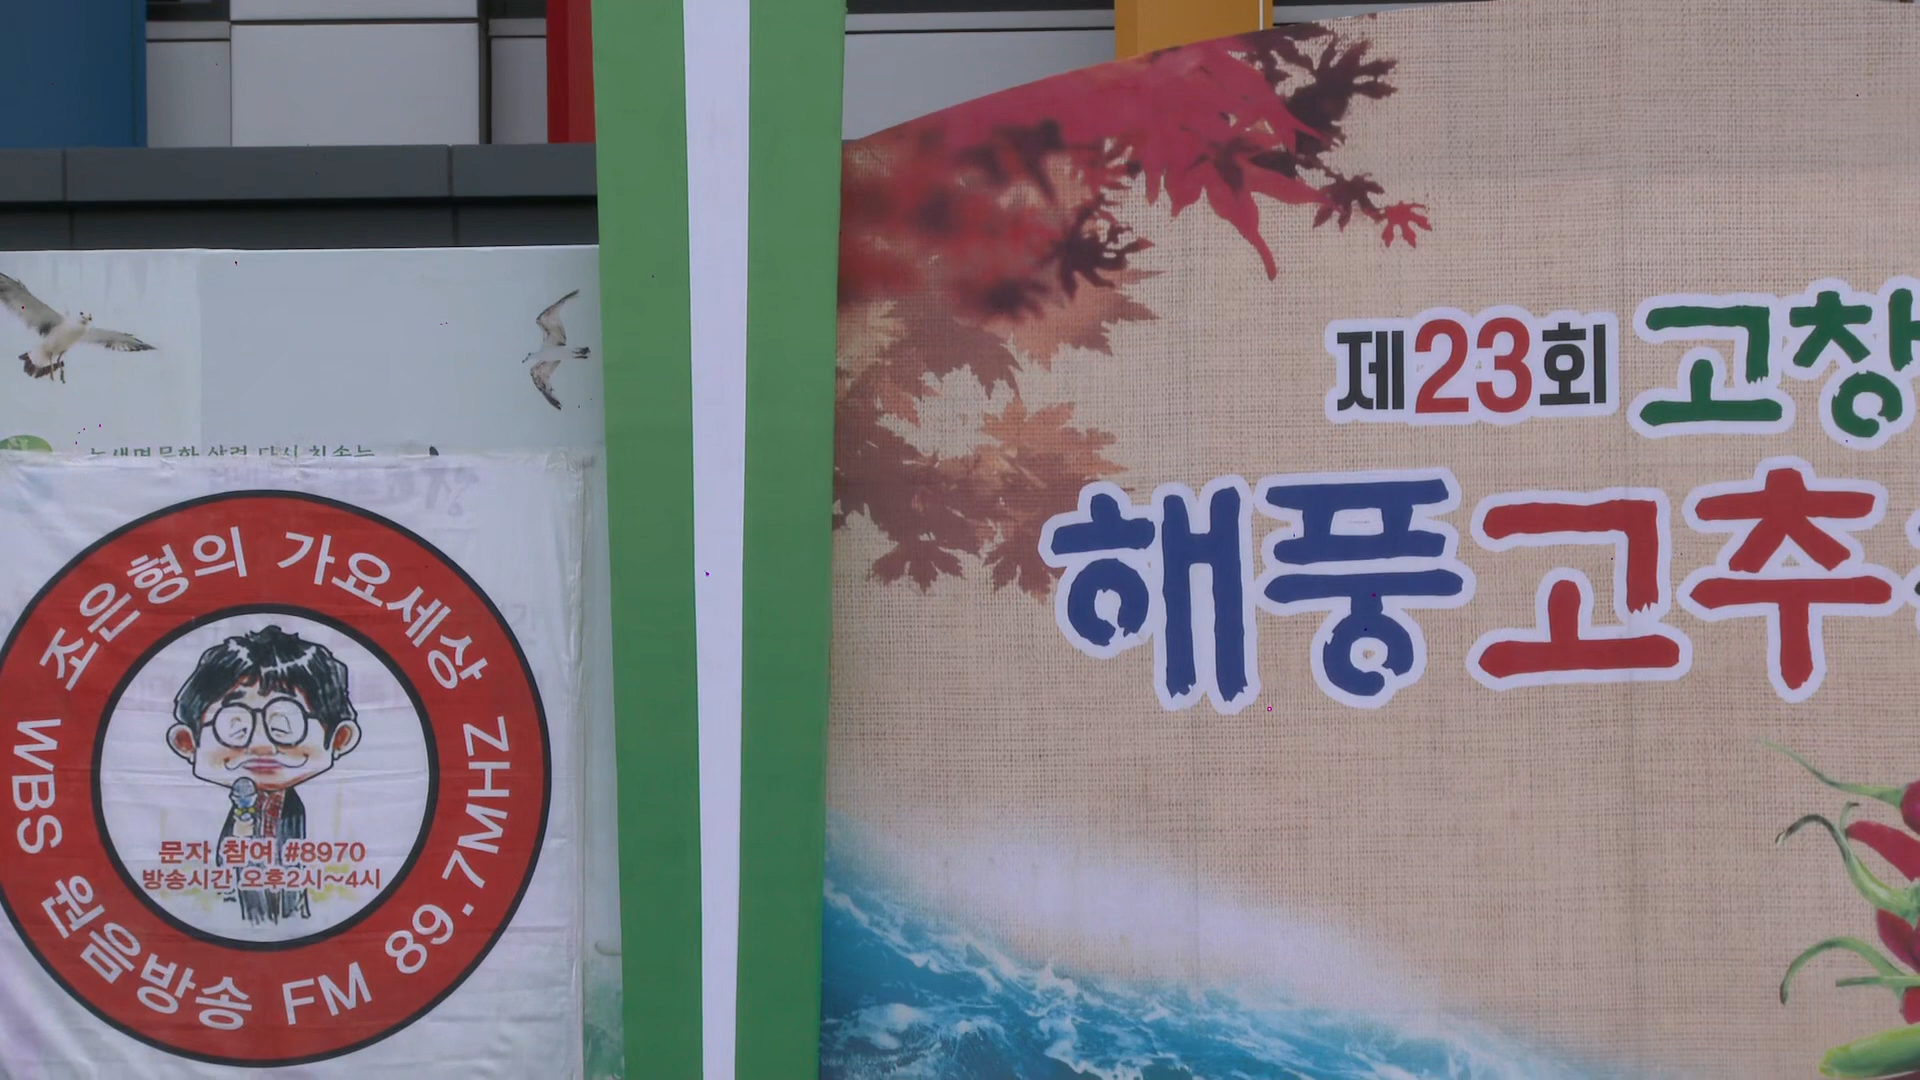 조은형의 가요세상
WBS 원음방송 FM 89.7MHZ
문자 참여 #8970
방송시간 오후2시~4시
제23회 고창
해풍고추